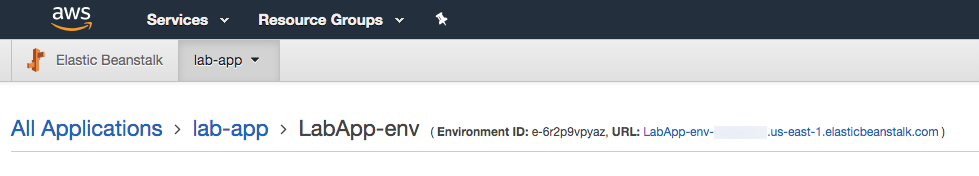 aws Services Resource Groups
Elastic Beanstalk lab-app
All Applications > lab-app > LabApp-env ( Environment ID: e-6r2p9vpyaz, URL: LabApp-env- .us-east-1.elasticbeanstalk.com )